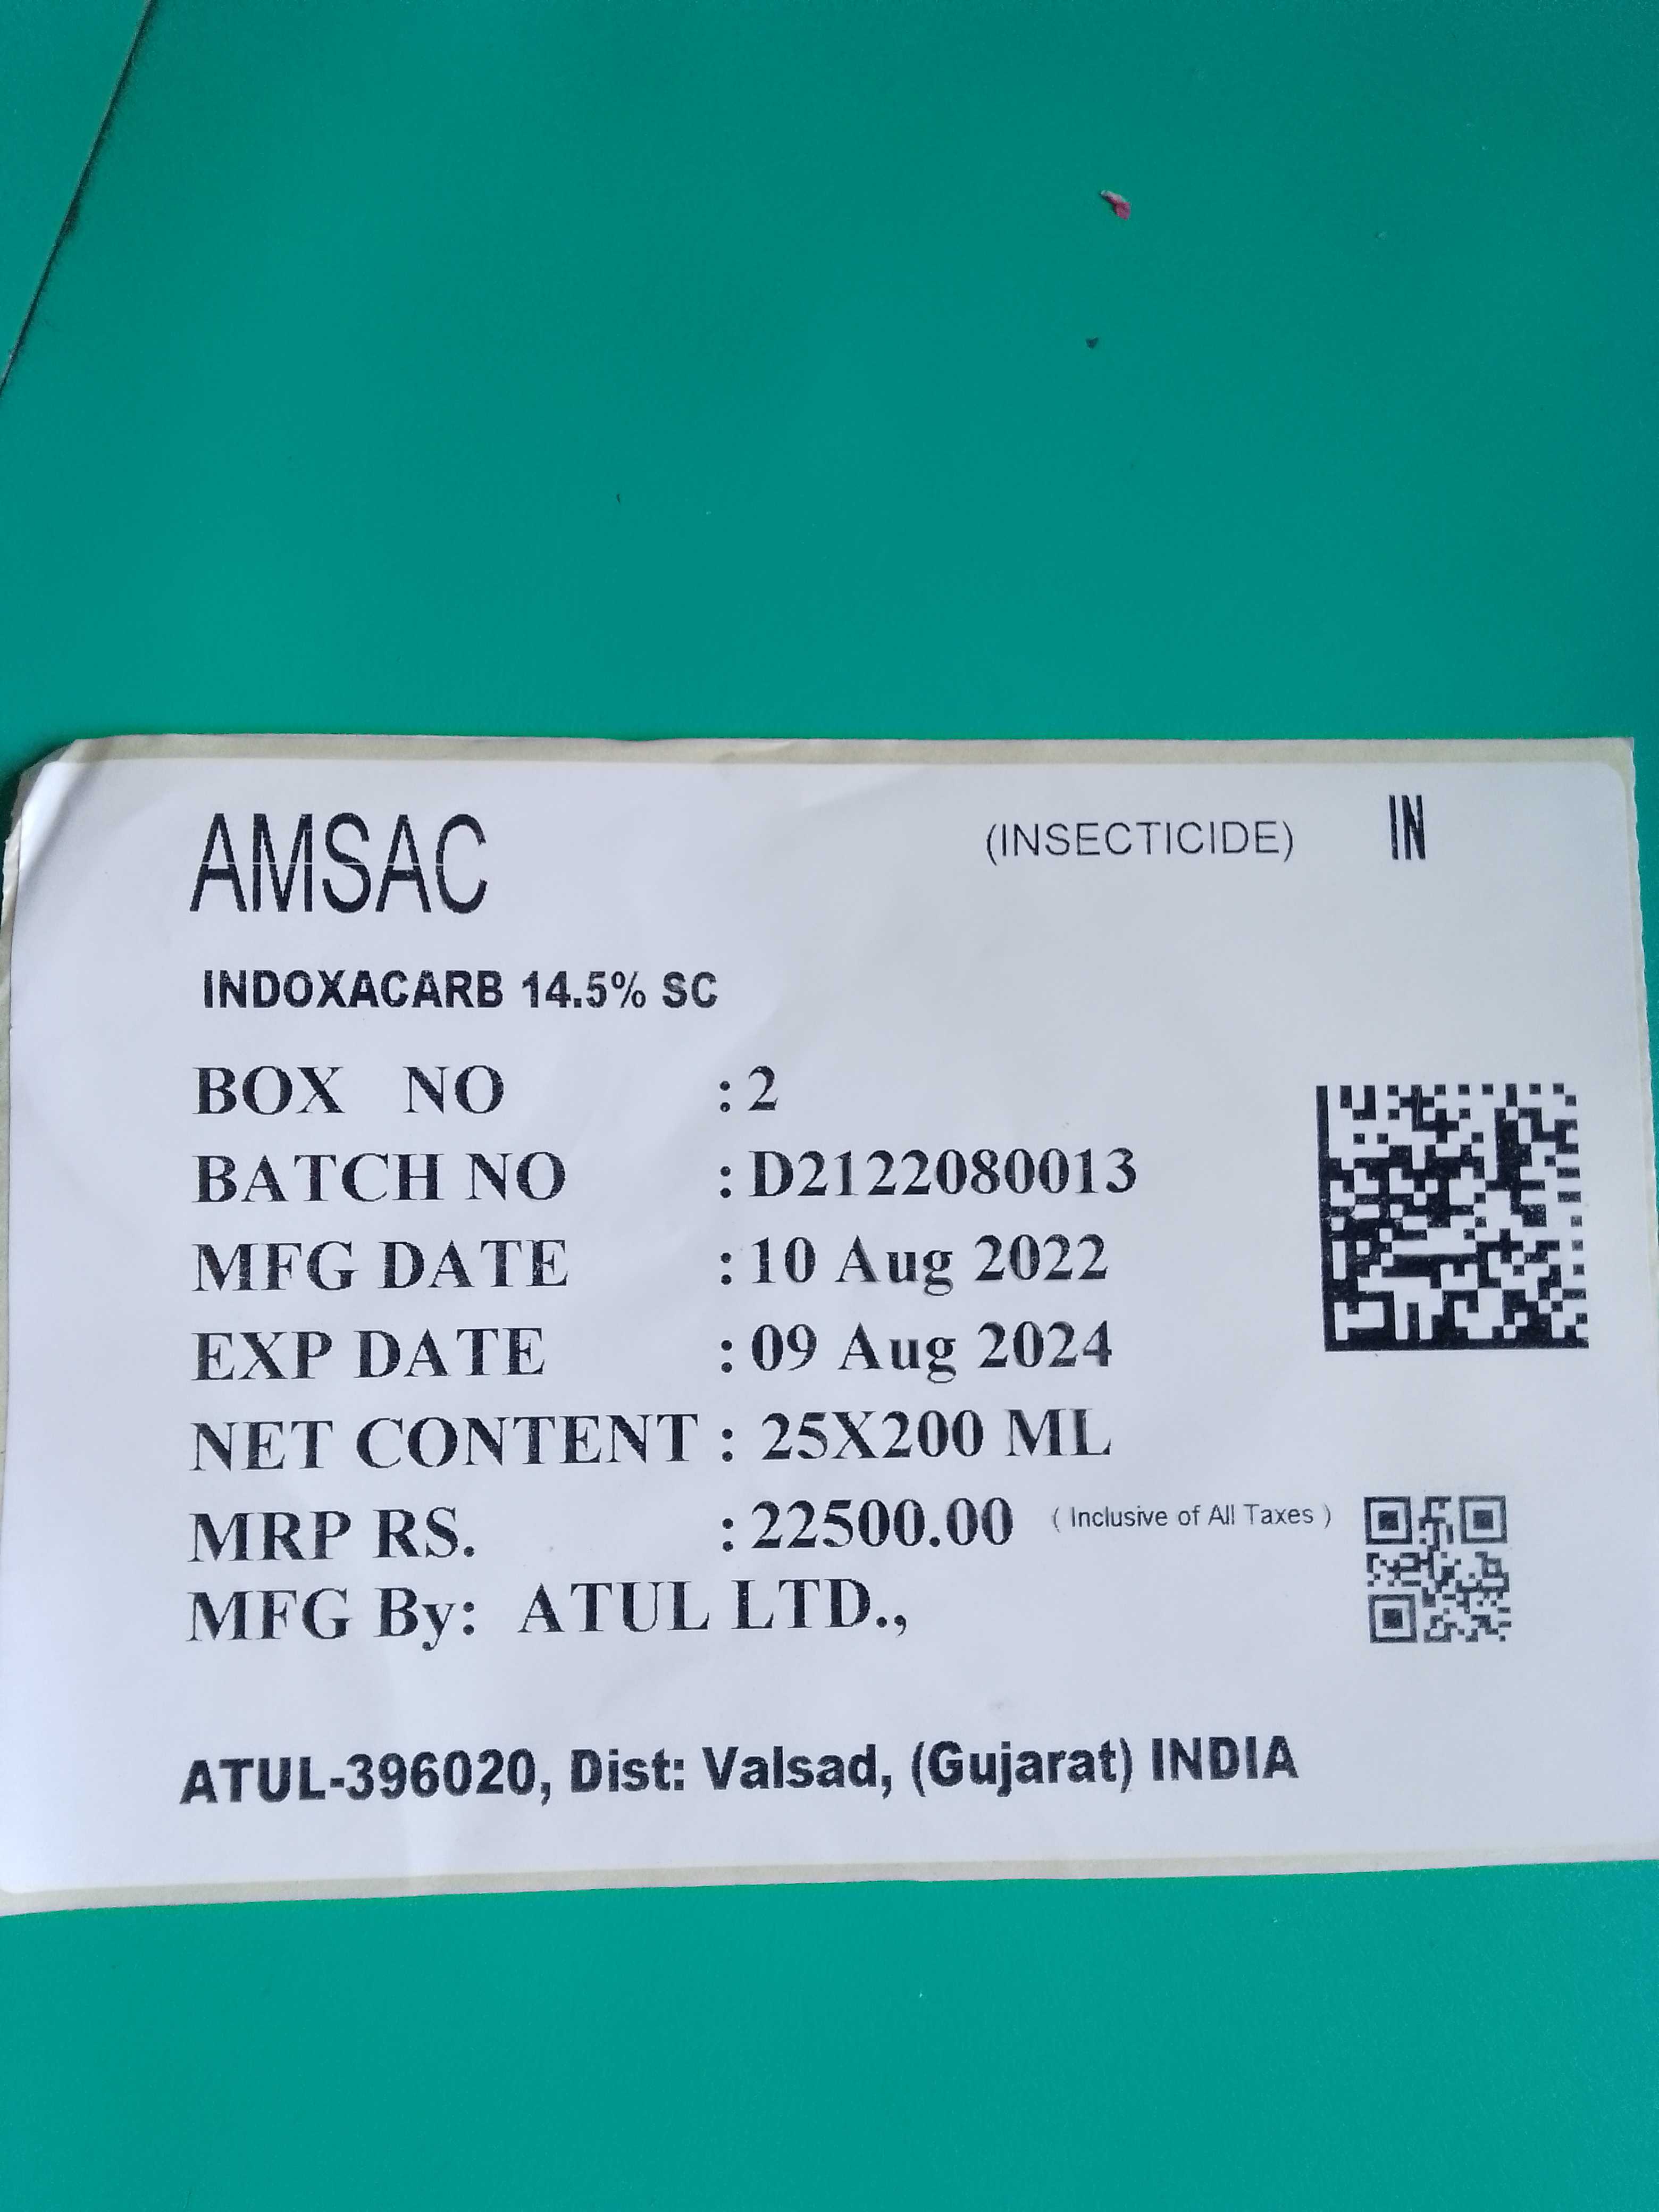 AMSAC (INSECTICIDE) IN
INDOXACARB 14.5% SC
BOX NO : 2
BATCH NO : D2122080013
MFG DATE : 10 Aug 2022
EXP DATE : 09 Aug 2024
NET CONTENT : 25X200 ML
MRP RS. : 22500.00 ( Inclusive of All Taxes )
MFG By: ATUL LTD.,
ATUL-396020, Dist: Valsad, (Gujarat) INDIA